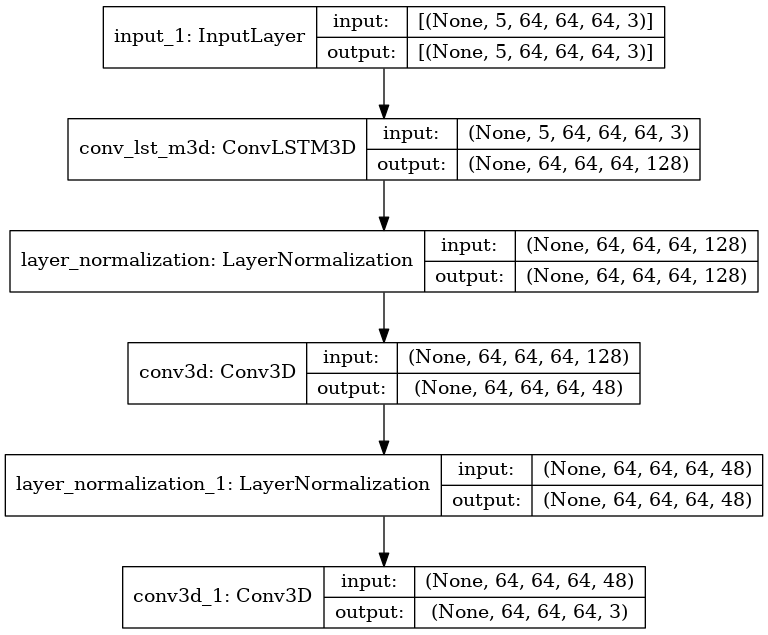 input_1: InputLayer
input: [(None, 5, 64, 64, 64, 3)]
output: [(None, 5, 64, 64, 64, 3)]
conv_lst_m3d: ConvLSTM3D
input: (None, 5, 64, 64, 64, 3)
output: (None, 64, 64, 64, 128)
layer_normalization: LayerNormalization
input: (None, 64, 64, 64, 128)
output: (None, 64, 64, 64, 128)
conv3d: Conv3D
input: (None, 64, 64, 64, 128)
output: (None, 64, 64, 64, 48)
layer_normalization_1: LayerNormalization
input: (None, 64, 64, 64, 48)
output: (None, 64, 64, 64, 48)
conv3d_1: Conv3D
input: (None, 64, 64, 64, 48)
output: (None, 64, 64, 64, 3)